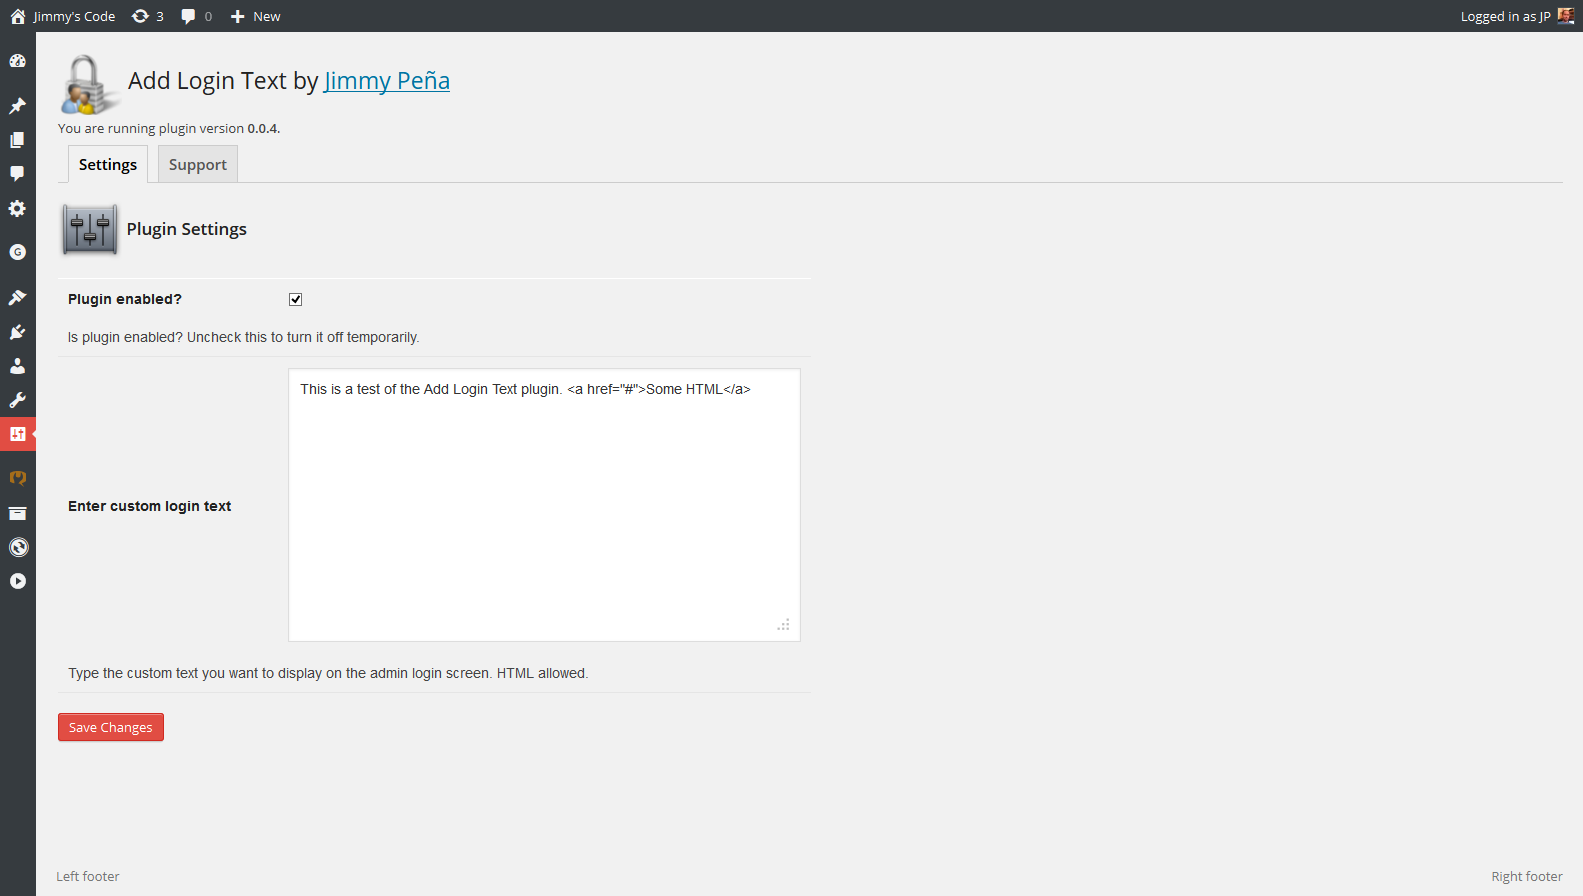 Jimmy's Code 3 0 New Logged in as JP
Add Login Text by Jimmy Peña
You are running plugin version 0.0.4.
Settings Support
G
Plugin Settings
Plugin enabled?
Is plugin enabled? Uncheck this to turn it off temporarily.
This is a test of the Add Login Text plugin. <a href="#">Some HTML</a>
Enter custom login text
Type the custom text you want to display on the admin login screen. HTML allowed.
Save Changes
Left footer Right footer